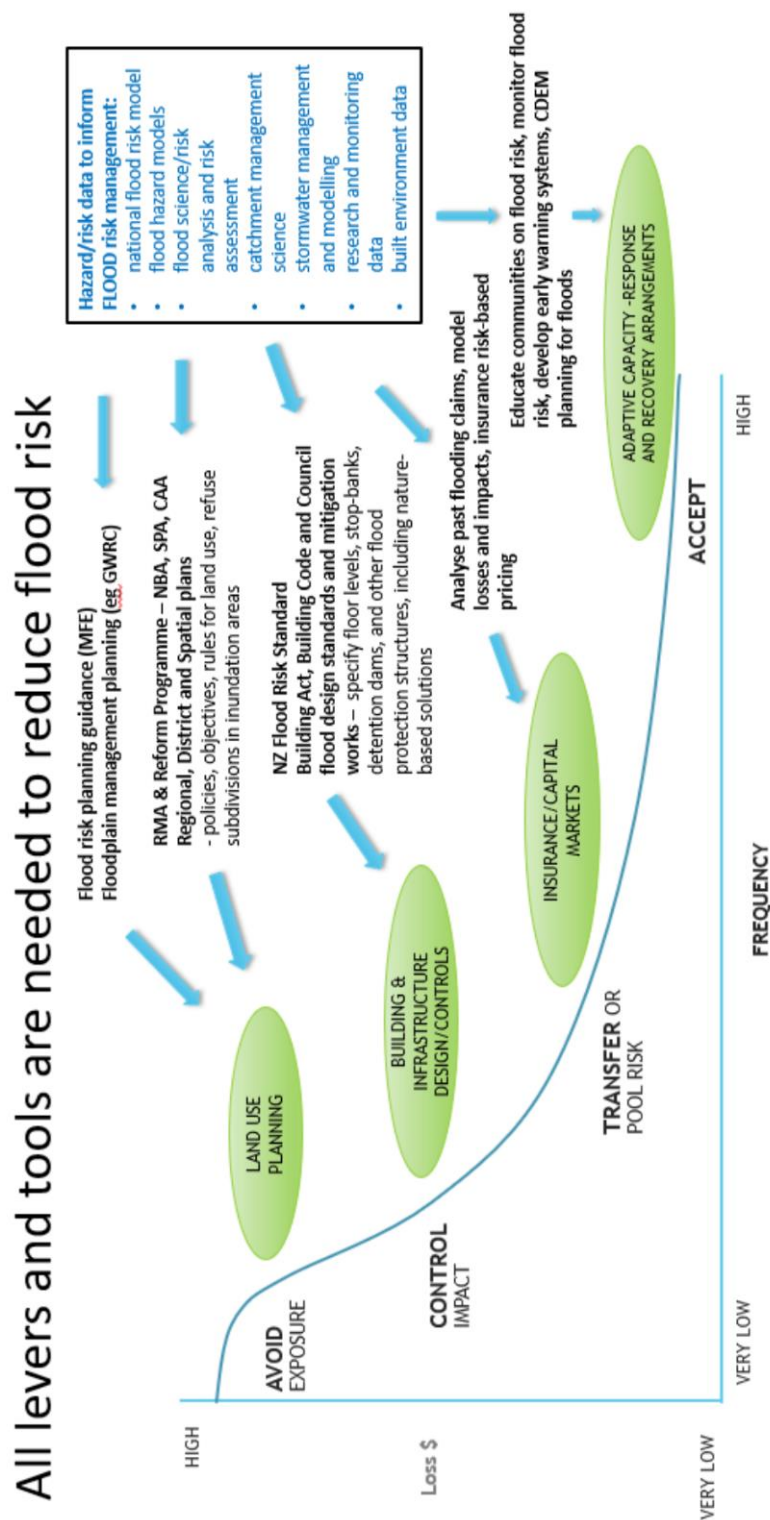 All levers and tools are needed to reduce flood risk
Flood risk planning guidance (MFE)
Floodplain management planning (eg GWRC)
RMA & Reform Programme – NBA, SPA, CAA
Regional, District and Spatial plans
- policies, objectives, rules for land use, refuse
subdivisions in inundation areas
NZ Flood Risk Standard
Building Act, Building Code and Council
flood design standards and mitigation
works – specify floor levels, stop-banks,
detention dams, and other flood
protection structures, including nature-
based solutions
Analyse past flooding claims, model
losses and impacts, insurance risk-based
pricing
Educate communities on flood risk, monitor flood
risk, develop early warning systems, CDEM
planning for floods
Hazard/risk data to inform
FLOOD risk management:
• national flood risk model
• flood hazard models
• flood science/risk
analysis and risk
assessment
• catchment management
science
• stormwater management
and modelling
• research and monitoring
data
• built environment data
LAND USE
PLANNING
BUILDING &
INFRASTRUCTURE
DESIGN/CONTROLS
INSURANCE/CAPITAL
MARKETS
ADAPTIVE CAPACITY -RESPONSE
AND RECOVERY ARRANGEMENTS
AVOID
EXPOSURE
CONTROL
IMPACT
TRANSFER OR
POOL RISK
ACCEPT
HIGH
Loss $
VERY LOW
VERY LOW
FREQUENCY
HIGH